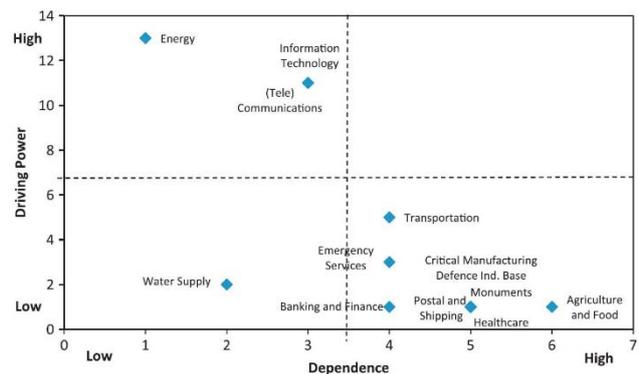 14
High
12
10
8
6
4
2
Low
0
Driving Power
Energy
Information
Technology
(Tele)
Communications
Transportation
Emergency
Services
Critical Manufacturing
Defence Ind. Base
Water Supply
Monuments
Banking and Finance
Postal and
Shipping
Healthcare
Agriculture
and Food
0 1 2 3 4 5 6 7
Low
High
Dependence